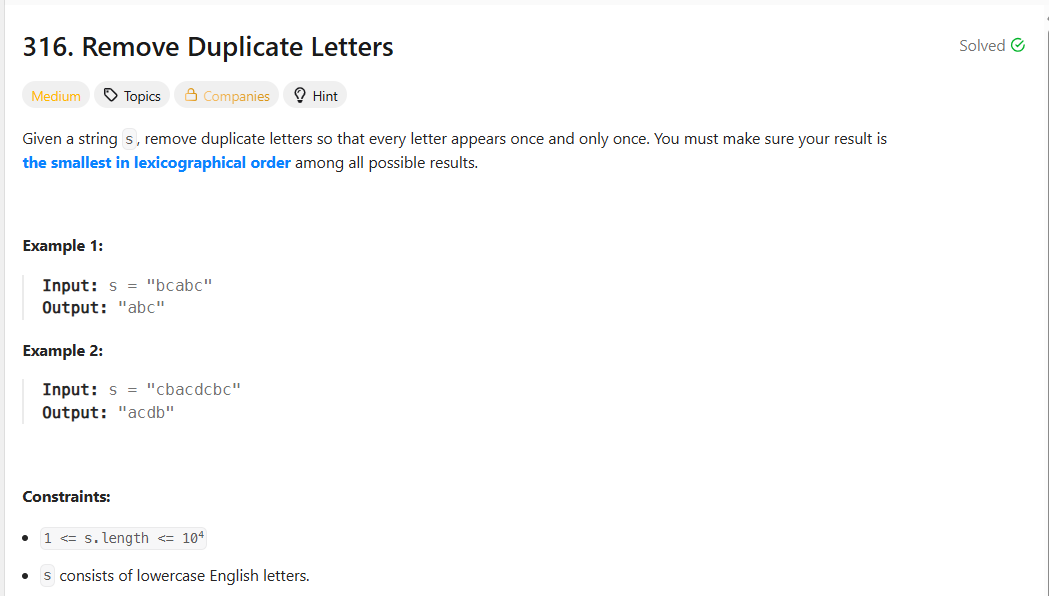 316. Remove Duplicate Letters
Solved
Medium Topics Companies Hint
Given a string s, remove duplicate letters so that every letter appears once and only once. You must make sure your result is
the smallest in lexicographical order among all possible results.
Example 1:
Input: s = "bcabc"
Output: "abc"
Example 2:
Input: s = "cbacdcbc"
Output: "acdb"
Constraints:
• 1 <= s.length <= 10⁴
• s consists of lowercase English letters.